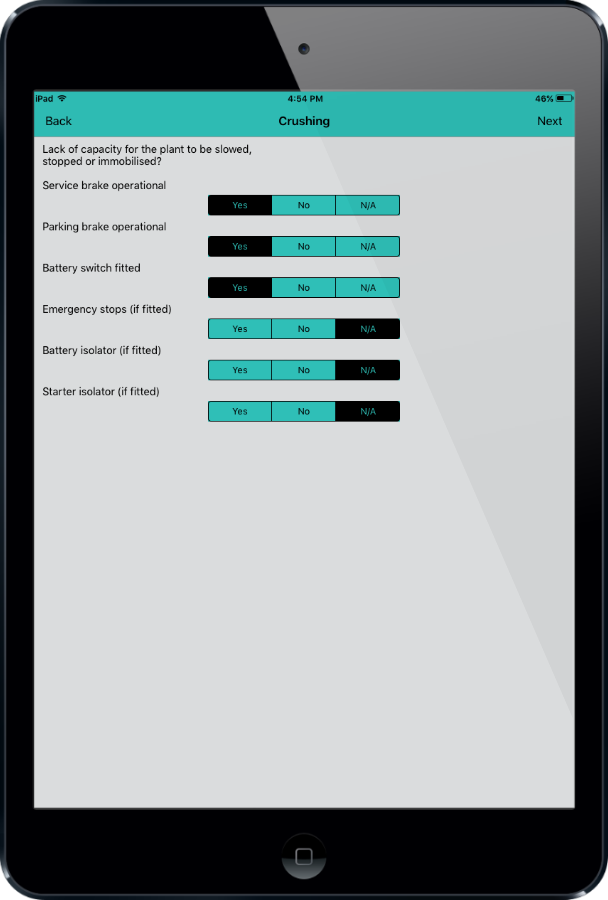 iPad 4:54 PM 46%
Back Crushing Next
Lack of capacity for the plant to be slowed,
stopped or immobilised?
Service brake operational
Yes No N/A
Parking brake operational
Yes No N/A
Battery switch fitted
Yes No N/A
Emergency stops (if fitted)
Yes No N/A
Battery isolator (if fitted)
Yes No N/A
Starter isolator (if fitted)
Yes No N/A